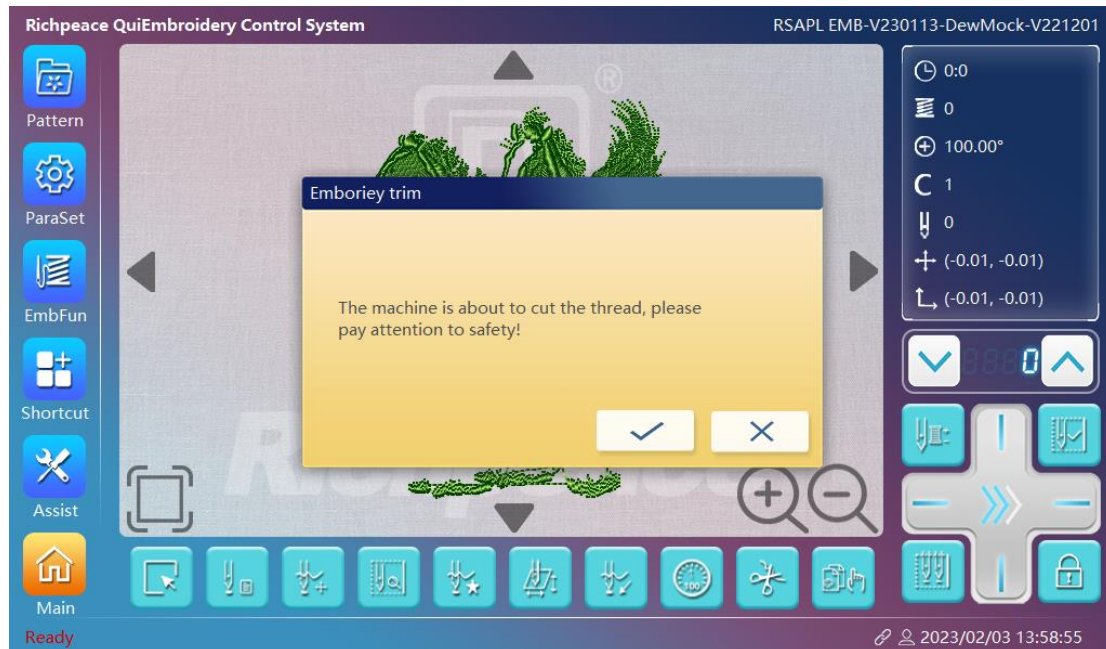 Richpeace QuiEmbroidery Control System
RSAPL EMB-V230113-DewMock-V221201
Pattern
ParaSet
EmbFun
Shortcut
Assist
Main
Ready
®
Emboriey trim
The machine is about to cut the thread, please
pay attention to safety!
0:0
0
100.00°
C 1
0
(-0.01, -0.01)
(-0.01, -0.01)
0
100
2023/02/03 13:58:55